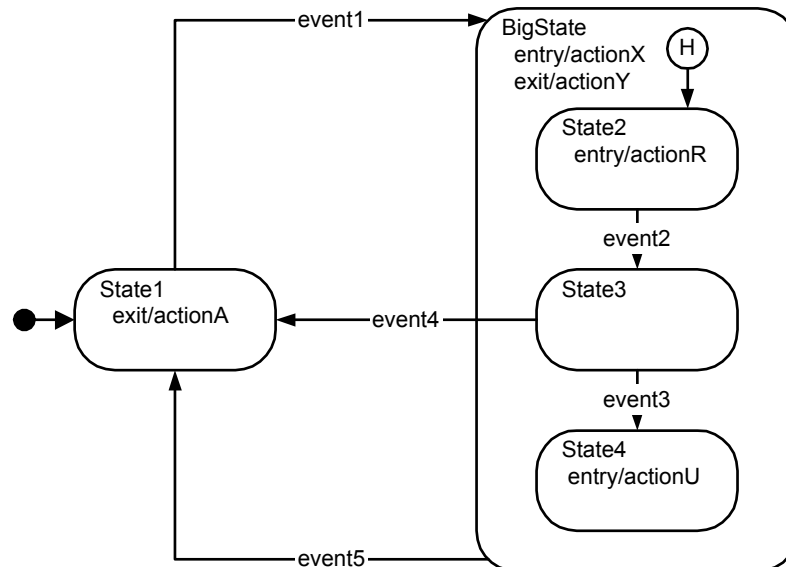 event1
BigState
entry/actionX
exit/actionY
H
State2
entry/actionR
event2
State1
exit/actionA
event4
State3
event3
State4
entry/actionU
event5